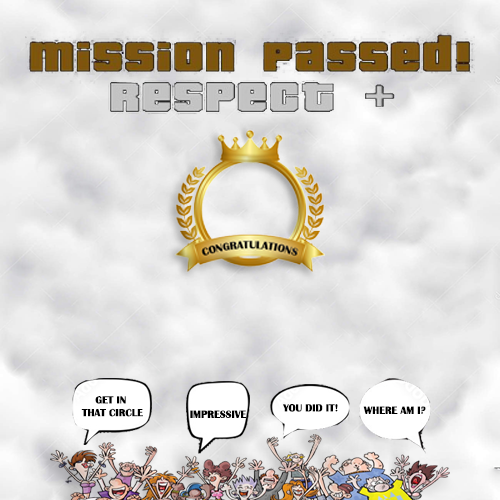 mission passed!
Respect +
CONGRATULATIONS
GET IN
THAT CIRCLE
IMPRESSIVE
YOU DID IT!
WHERE AM I?